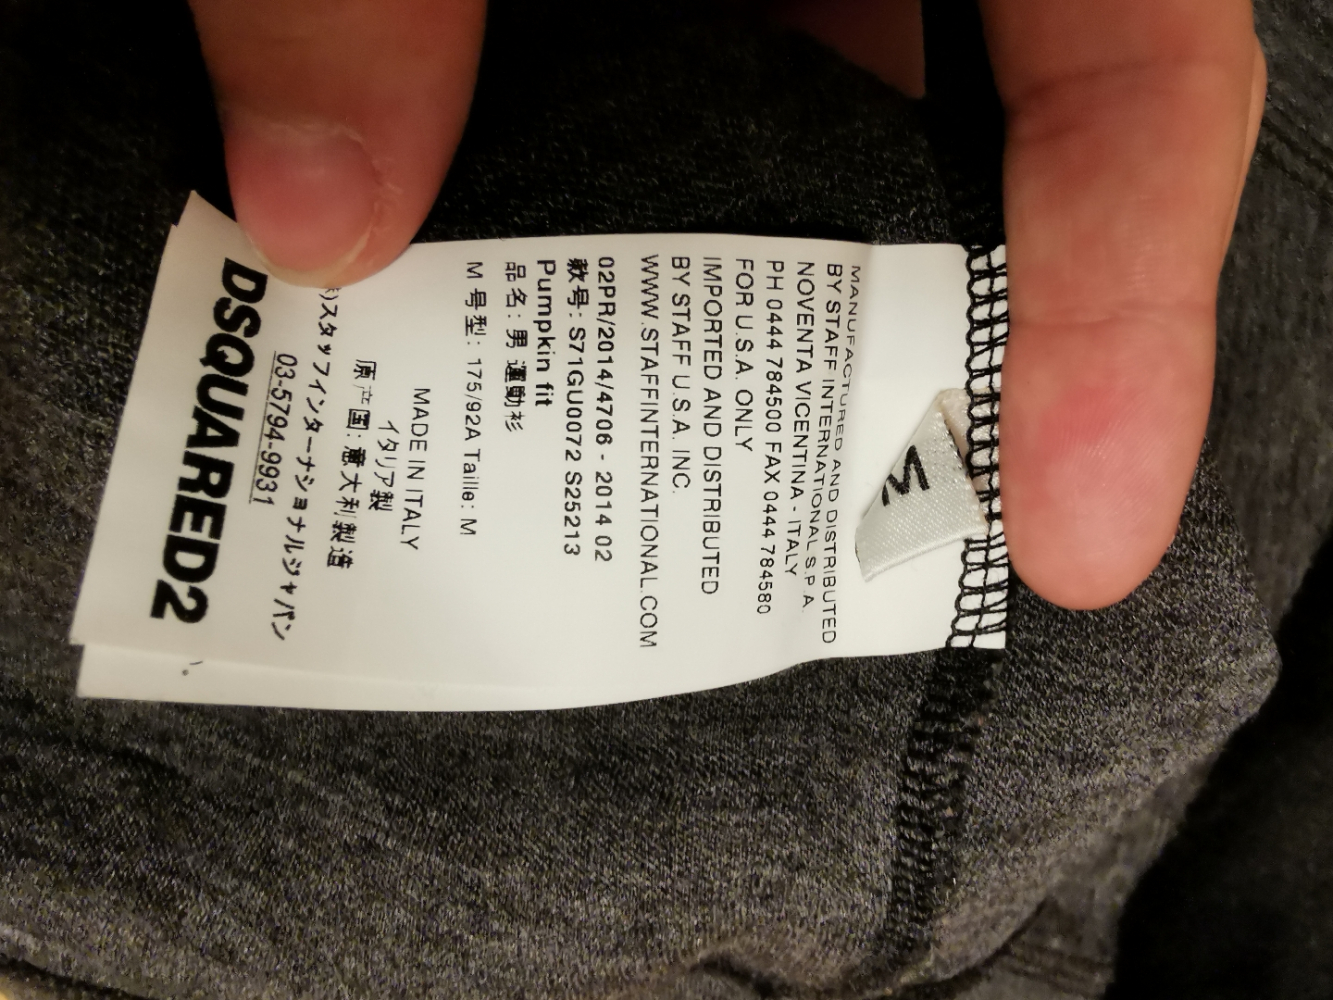 MANUFACTURED AND DISTRIBUTED
BY STAFF INTERNATIONAL S.P.A.
NOVENTA VICENTINA - ITALY
PH 0444 784500 FAX 0444 784580
FOR U.S.A. ONLY
IMPORTED AND DISTRIBUTED
BY STAFF U.S.A. INC.
WWW.STAFFINTERNATIONAL.COM
02PR/2014/4706 - 2014 02
款号: S71GU0072 S25213
Pumpkin fit
品名: 男 運動衫
M 号型: 175/92A Taille: M
MADE IN ITALY
イタリア製
原产国: 意大利製造
)スタッフインターナショナルジャパン
03-5794-9931
DSQUARED2
M